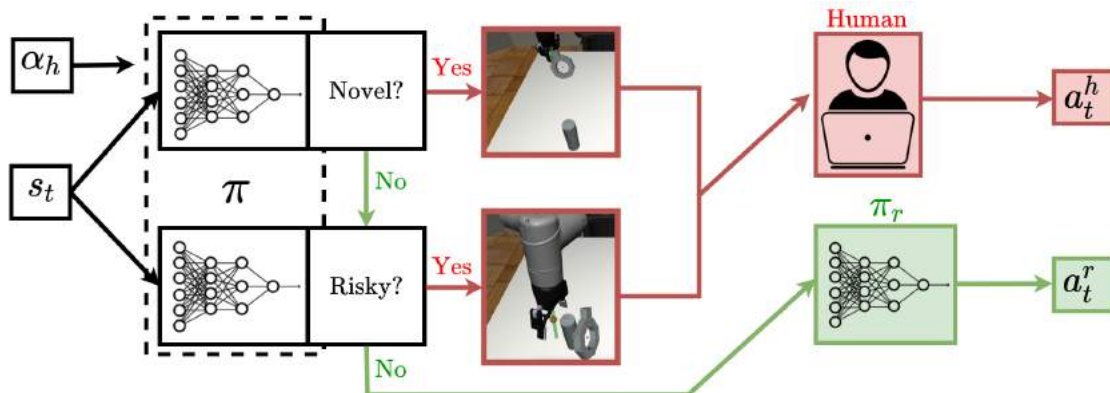 Human
α_h
Novel?
Yes
a_t^h
No
s_t
π
π_r
Yes
Risky?
a_t^r
No